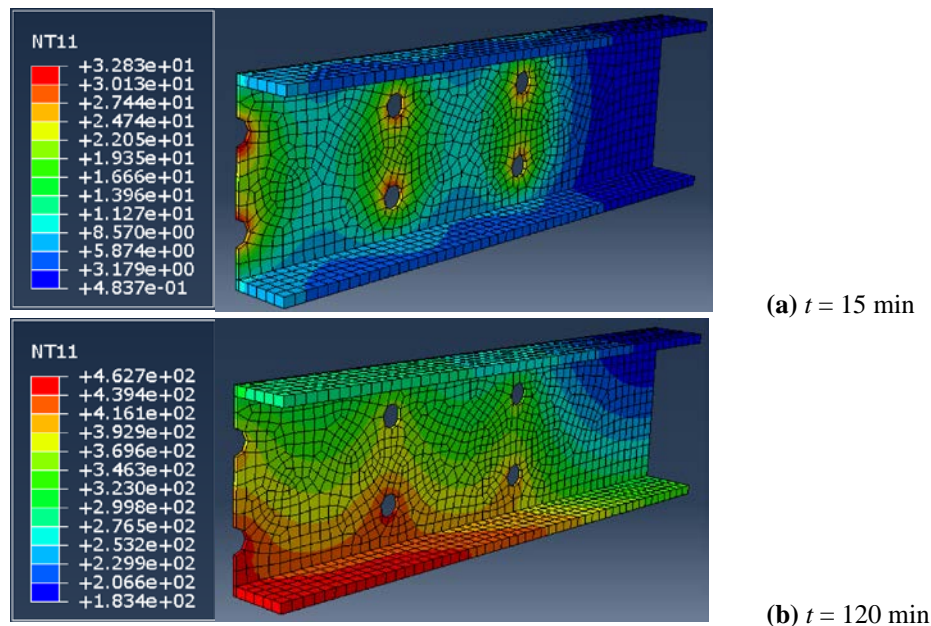 NT11
+3.283e+01
+3.013e+01
+2.744e+01
+2.474e+01
+2.205e+01
+1.935e+01
+1.666e+01
+1.396e+01
+1.127e+01
+8.570e+00
+5.874e+00
+3.179e+00
+4.837e-01
(a) t = 15 min
NT11
+4.627e+02
+4.394e+02
+4.161e+02
+3.929e+02
+3.696e+02
+3.463e+02
+3.230e+02
+2.998e+02
+2.765e+02
+2.532e+02
+2.299e+02
+2.066e+02
+1.834e+02
(b) t = 120 min